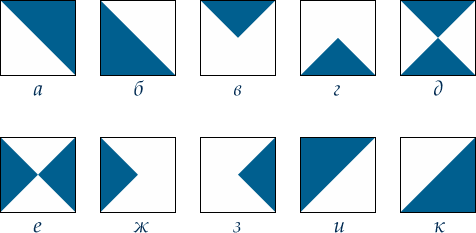 а б в г д
е ж з и к